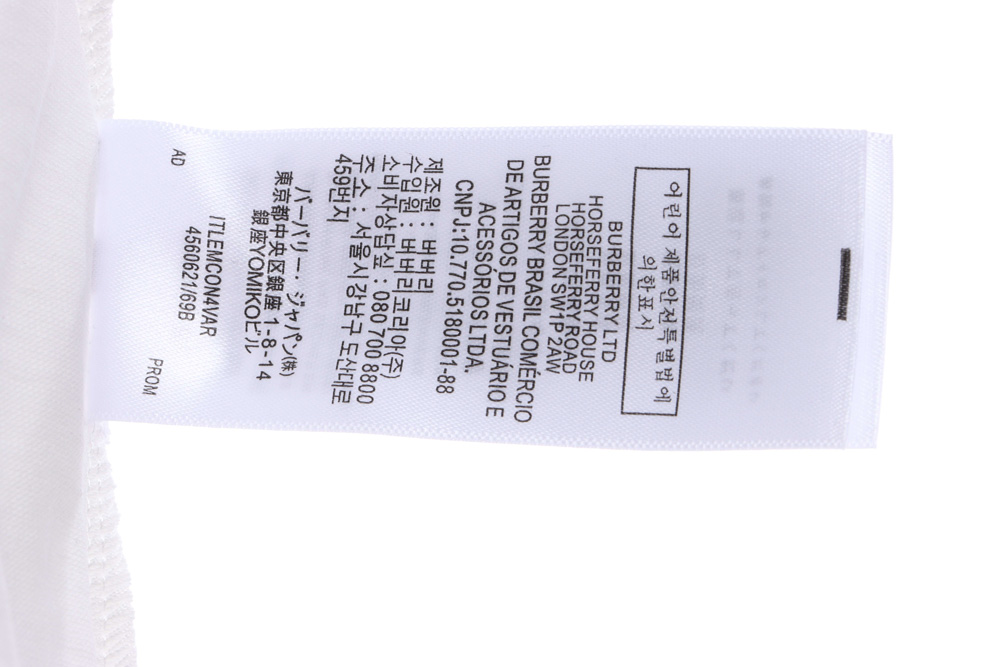 어린이 제품안전특별법에
의한표시
BURBERRY LTD
HORSEFERRY HOUSE
HORSEFERRY ROAD
LONDON SW1P 2AW
BURBERRY BRASIL COMÉRCIO
DE ARTIGOS DE VESTUÁRIO E
ACESSÓRIOS LTDA.
CNPJ:10.770.5180001-88
제조원 : 버버리
수입원 : 버버리 코리아(주)
소비자상담실 : 080 700 8800
주소 : 서울시 강남구 도산대로
459번지
バーバリー・ジャパン(株)
東京都中央区銀座 1-8-14
銀座YOMIKOビル
ITLEMCON4VAR
4560621/69B
AD
PROM